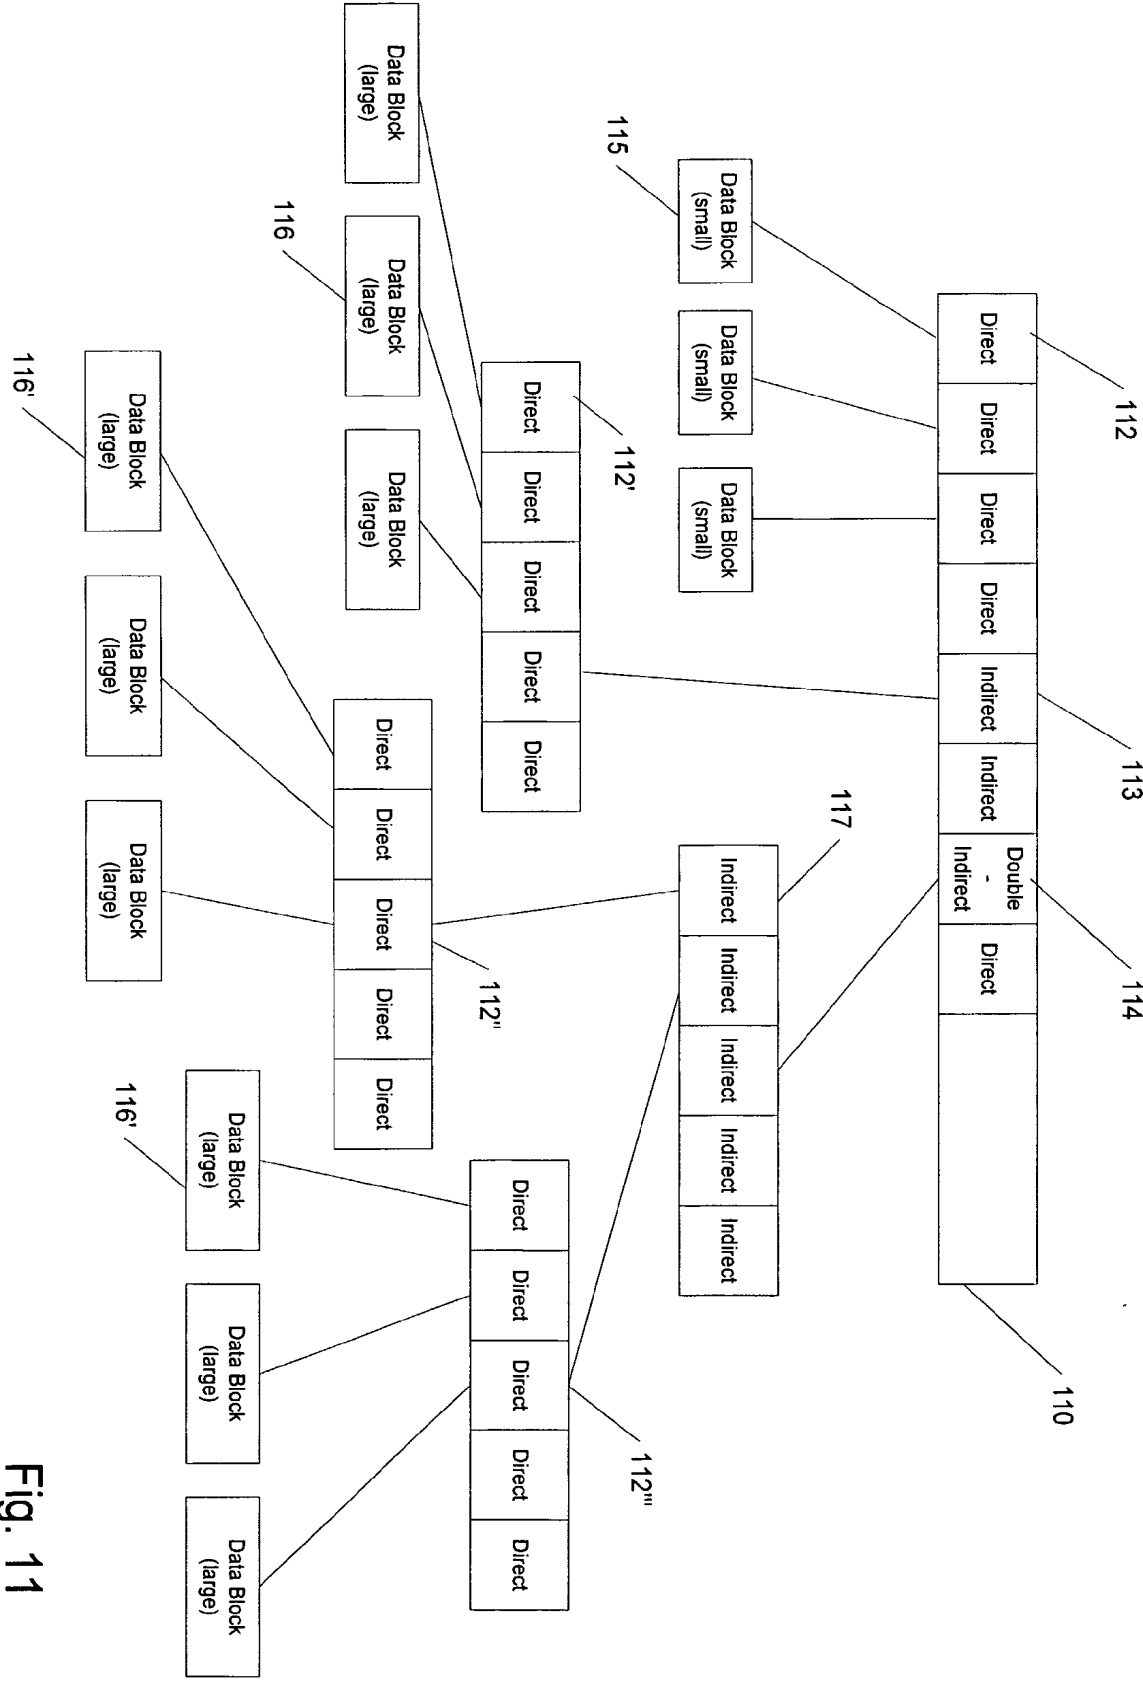 112
113
114
110
Direct
Direct
Direct
Direct
Indirect
Indirect
Double
-
Indirect
Direct
117
Data Block
(small)
Data Block
(small)
Data Block
(small)
Indirect
Indirect
Indirect
Indirect
Indirect
115
112'
112'''
Direct
Direct
Direct
Direct
Direct
Direct
Direct
Direct
Direct
Direct
112''
Data Block
(large)
Data Block
(large)
Data Block
(large)
Direct
Direct
Direct
Direct
Direct
116
Data Block
(large)
Data Block
(large)
Data Block
(large)
116'
Data Block
(large)
Data Block
(large)
Data Block
(large)
116'
Fig. 11